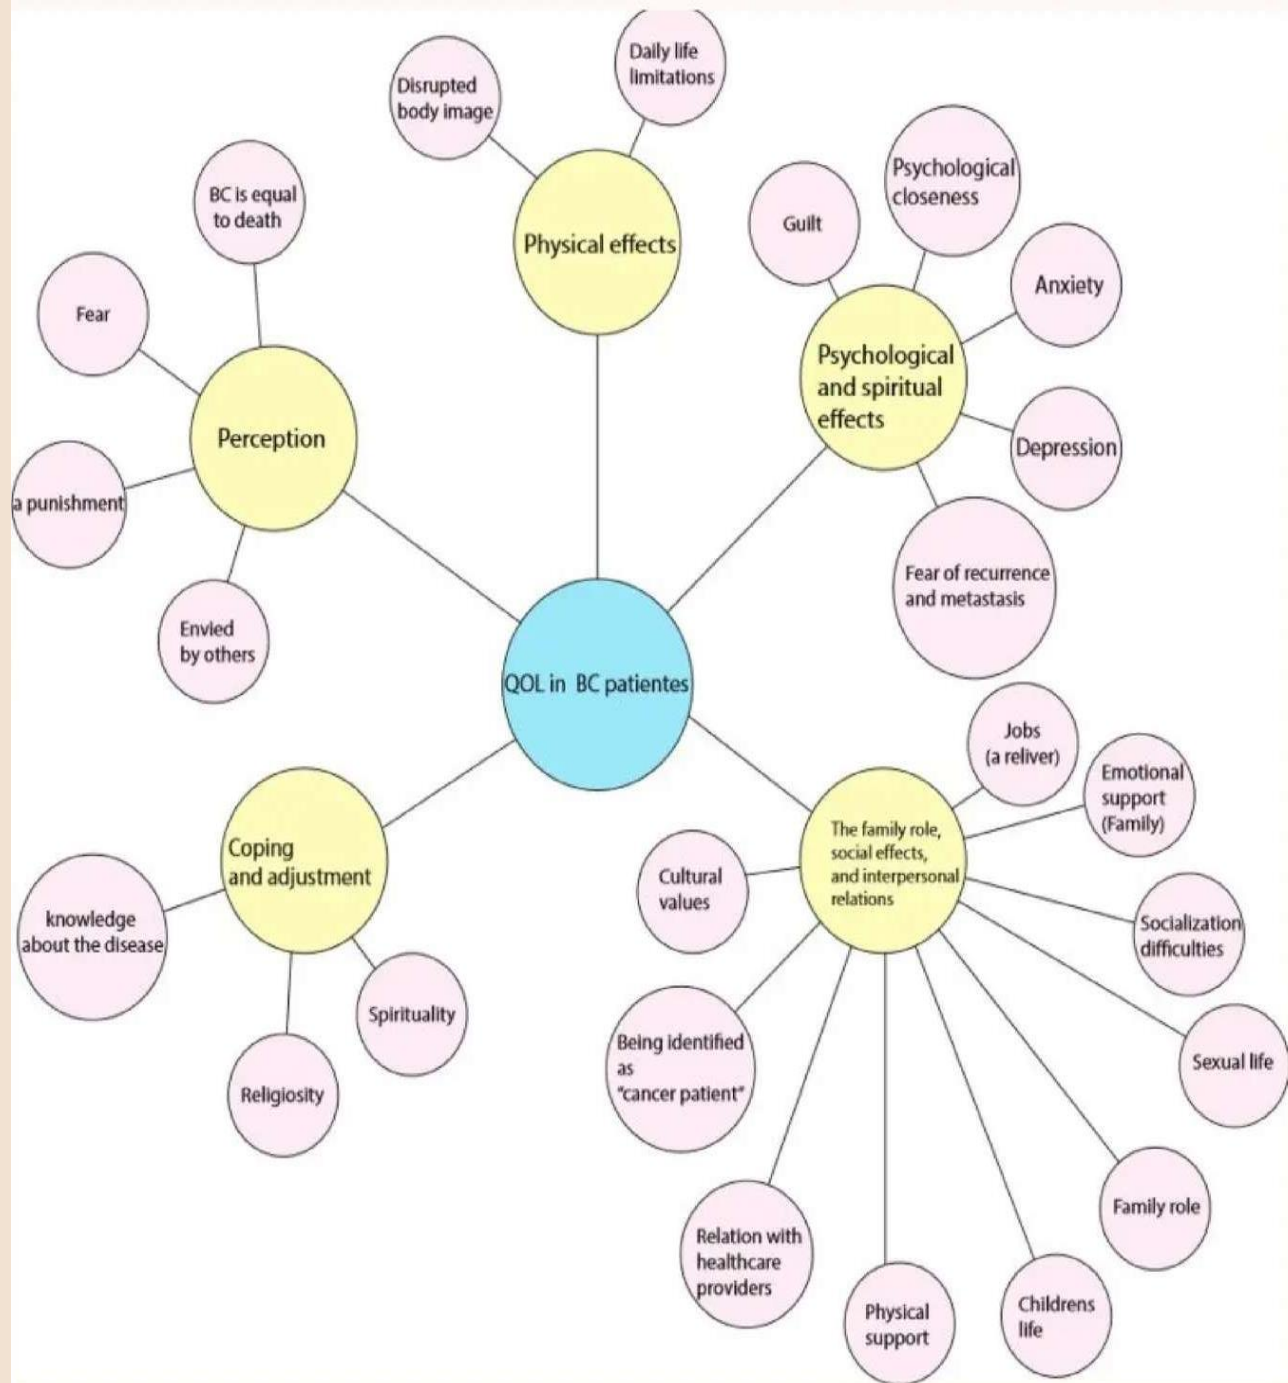 Daily life
limitations
Disrupted
body image
Physical effects
BC is equal
to death
Fear
Perception
a punishment
Envied
by others
Guilt
Psychological
closeness
Anxiety
Psychological
and spiritual
effects
Depression
Fear of recurrence
and metastasis
QOL in BC patientes
Coping
and adjustment
knowledge
about the disease
Religiosity
Spirituality
The family role,
social effects,
and interpersonal
relations
Jobs
(a reliver)
Emotional
support
(Family)
Socialization
difficulties
Sexual life
Family role
Childrens
life
Physical
support
Relation with
healthcare
providers
Being identified
as
"cancer patient"
Cultural
values